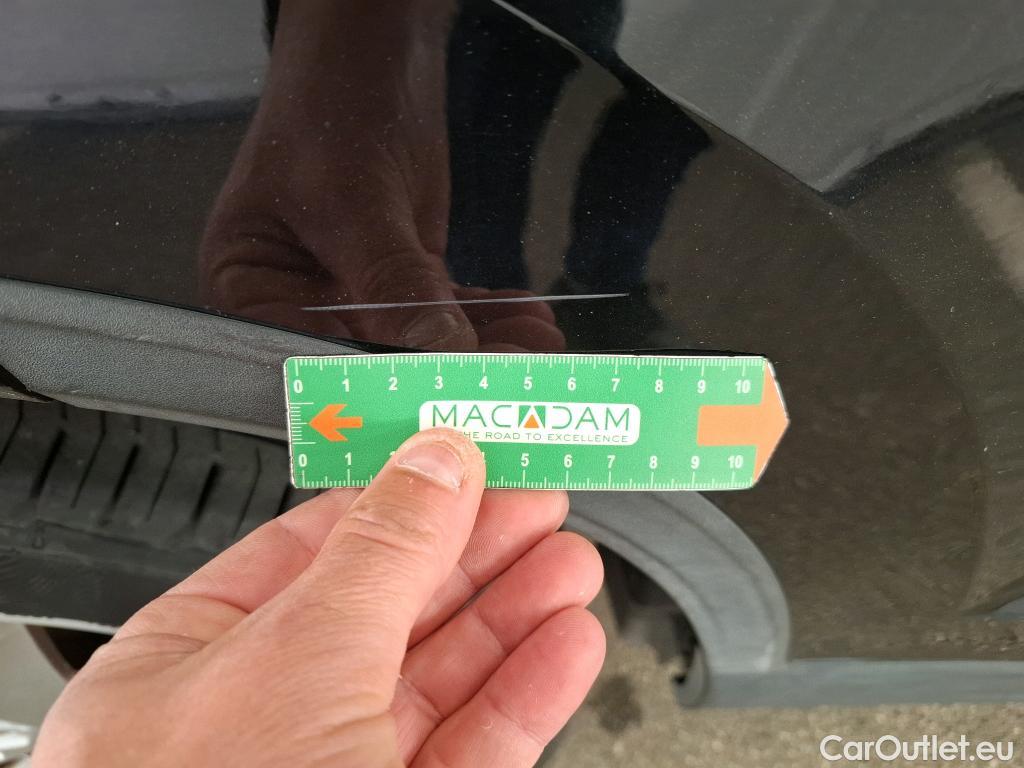 0 1 2 3 4 5 6 7 8 9 10
MACADAM
HE ROAD TO EXCELLENCE
0 1 5 6 7 8 9 10
CarOutlet.eu